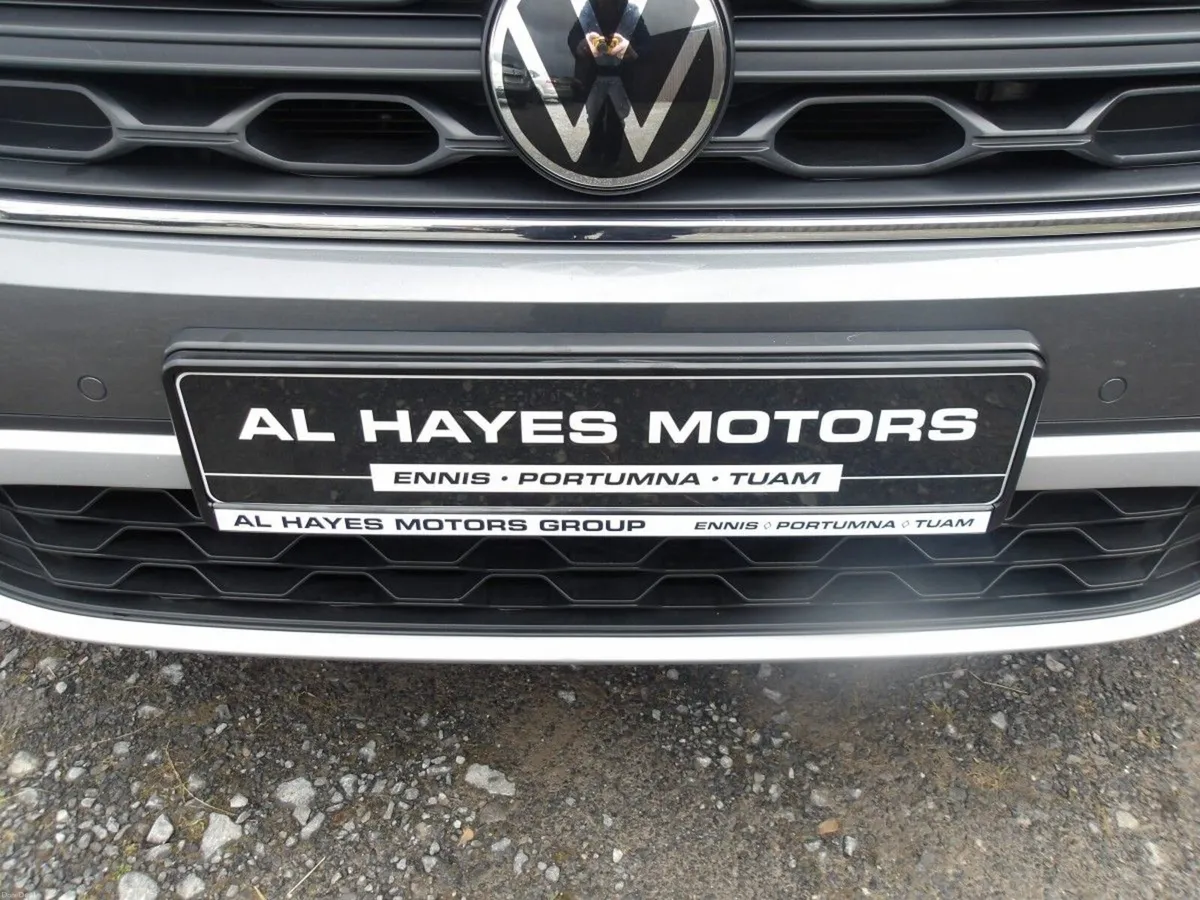 AL HAYES MOTORS
ENNIS · PORTUMNA · TUAM
AL HAYES MOTORS GROUP ENNIS ◊ PORTUMNA ◊ TUAM